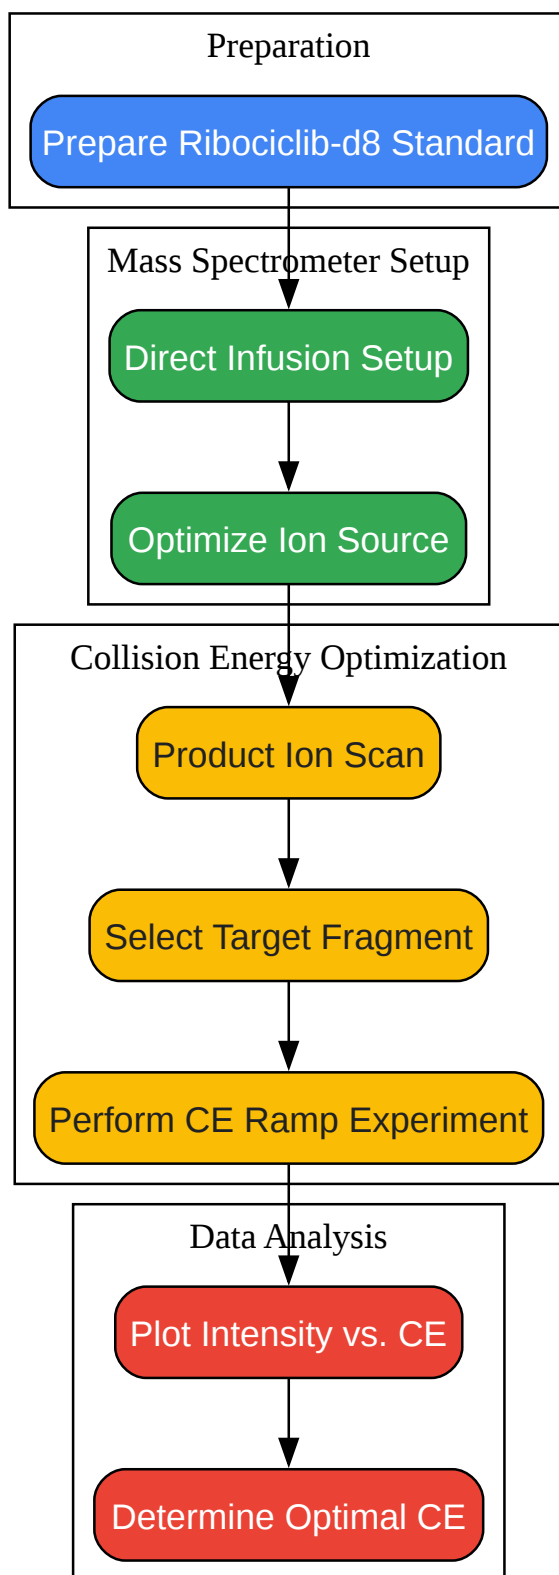 Preparation
Prepare Ribociclib-d8 Standard
Mass Spectrometer Setup
Direct Infusion Setup
Optimize Ion Source
Collision Energy Optimization
Product Ion Scan
Select Target Fragment
Perform CE Ramp Experiment
Data Analysis
Plot Intensity vs. CE
Determine Optimal CE